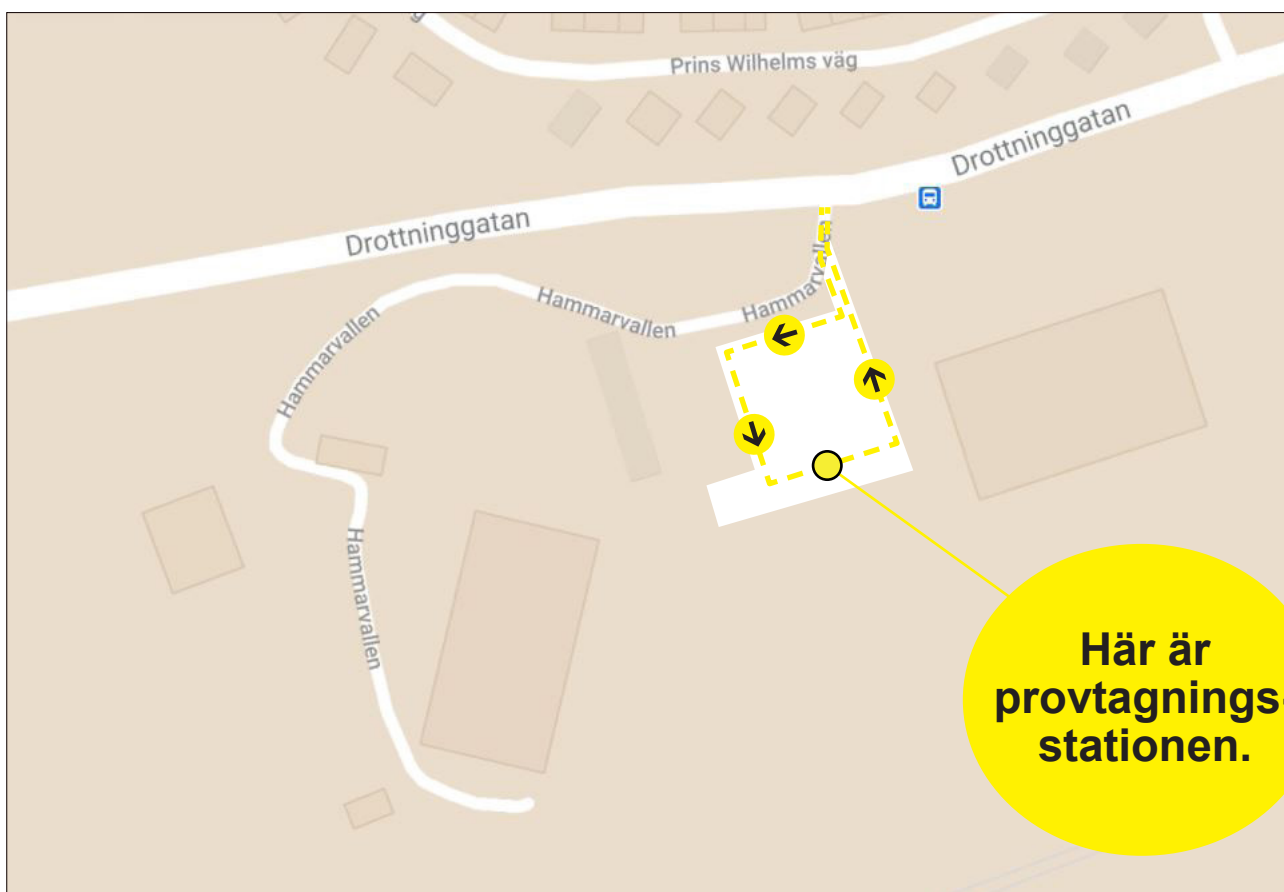 Prins Wilhelms väg
Drottninggatan
Drottninggatan
Hammarvallen
Hammarvallen
Hammarvallen
Hammarvallen
Här är
provtagnings-
stationen.